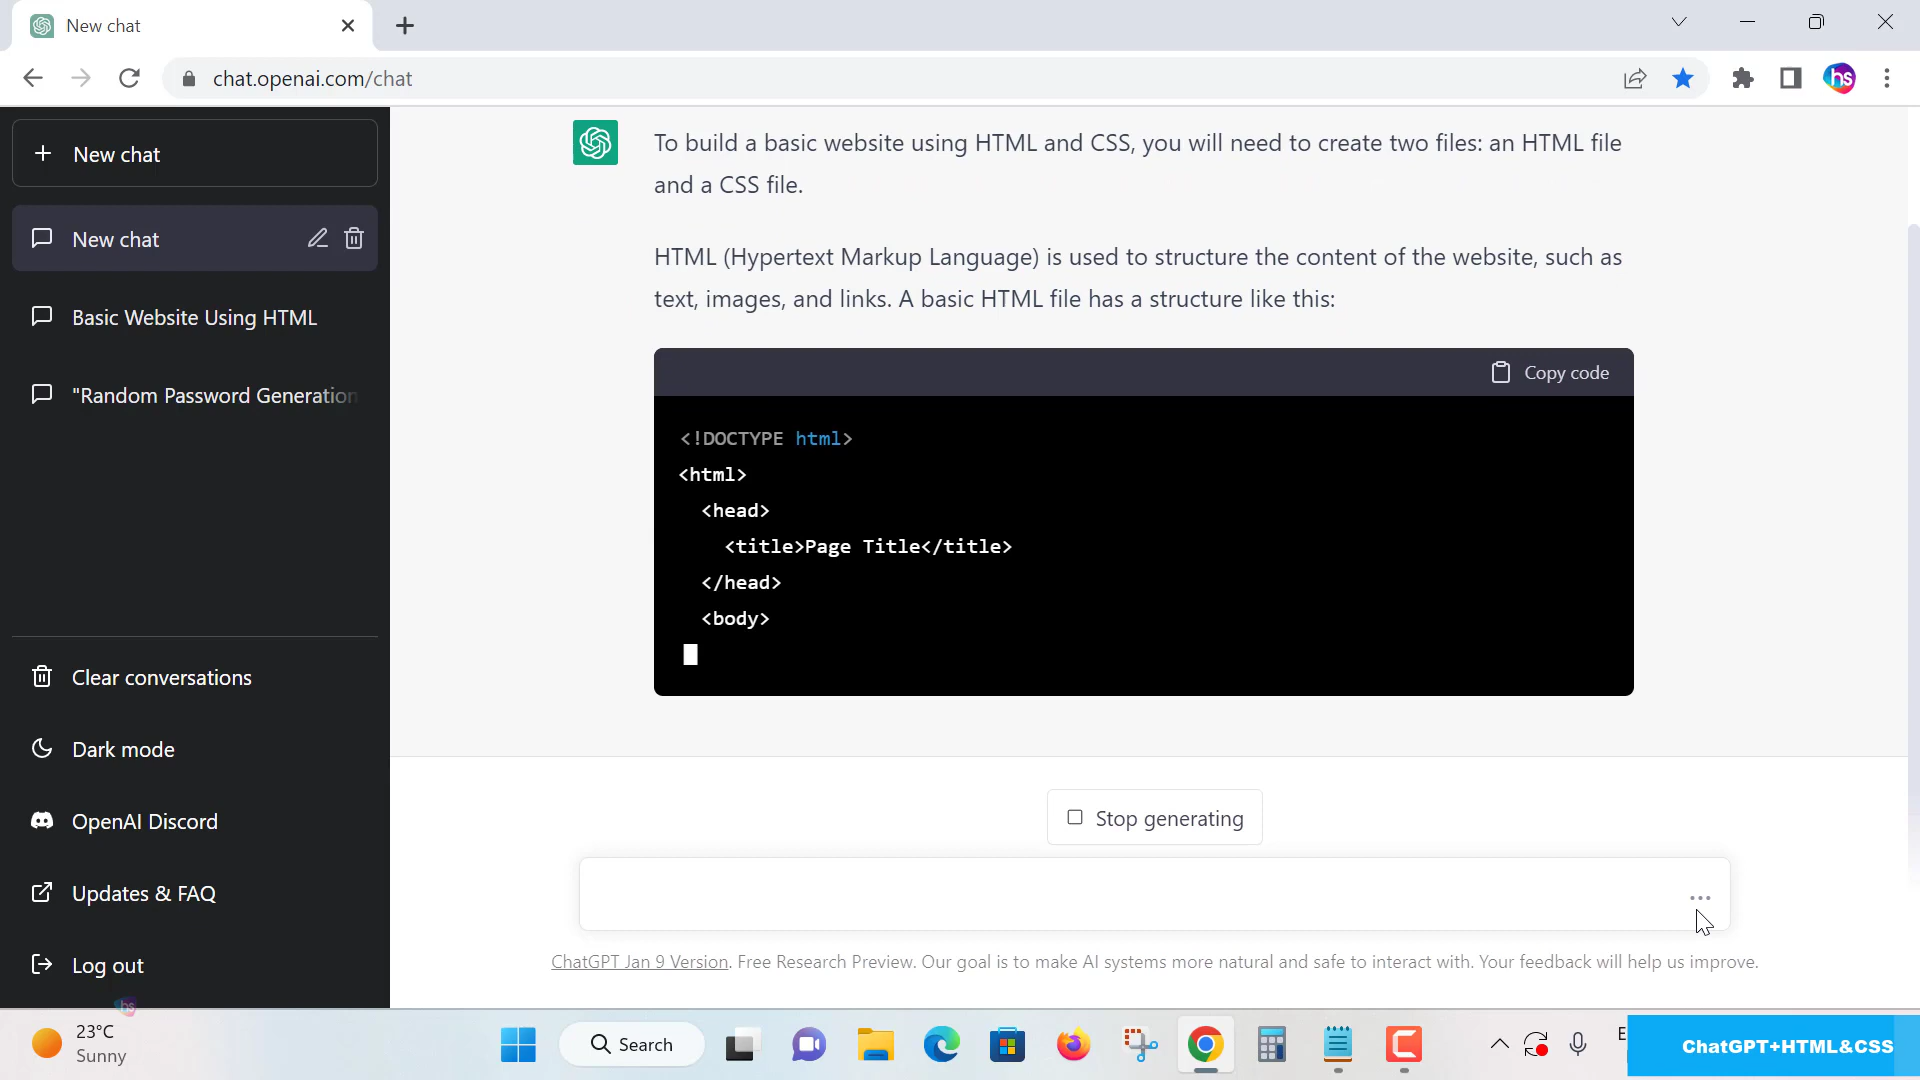 New chat
chat.openai.com/chat
hs
New chat
New chat
Basic Website Using HTML
"Random Password Generation
Clear conversations
Dark mode
OpenAI Discord
Updates & FAQ
Log out
To build a basic website using HTML and CSS, you will need to create two files: an HTML file
and a CSS file.
HTML (Hypertext Markup Language) is used to structure the content of the website, such as
text, images, and links. A basic HTML file has a structure like this:
Copy code
<!DOCTYPE html>
<html>
<head>
<title>Page Title</title>
</head>
<body>
Stop generating
ChatGPT Jan 9 Version. Free Research Preview. Our goal is to make AI systems more natural and safe to interact with. Your feedback will help us improve.
hs
23°C
Sunny
Search
ChatGPT+HTML&CSS